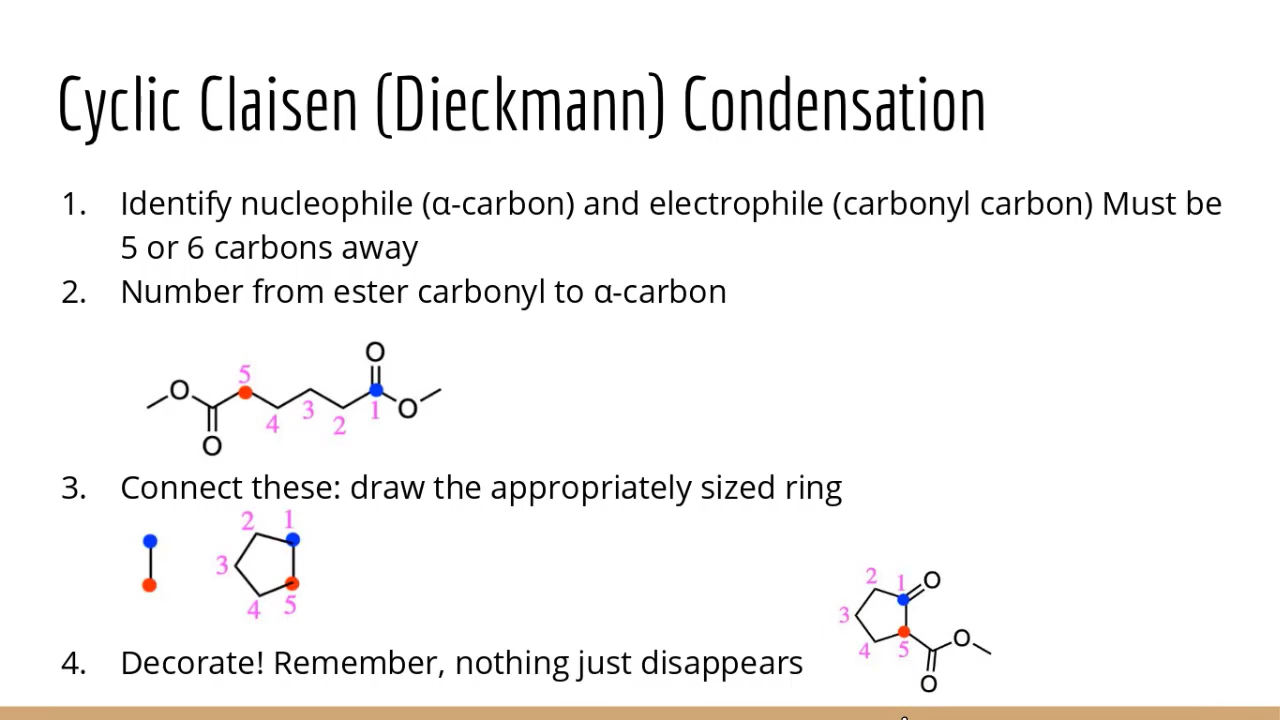 Cyclic Claisen (Dieckmann) Condensation
1. Identify nucleophile (α-carbon) and electrophile (carbonyl carbon) Must be
5 or 6 carbons away
2. Number from ester carbonyl to α-carbon
O
5
O
3
1
O
4
2
O
3. Connect these: draw the appropriately sized ring
2 1
3
4 5
2 1 O
3
4 5 O
O
4. Decorate! Remember, nothing just disappears